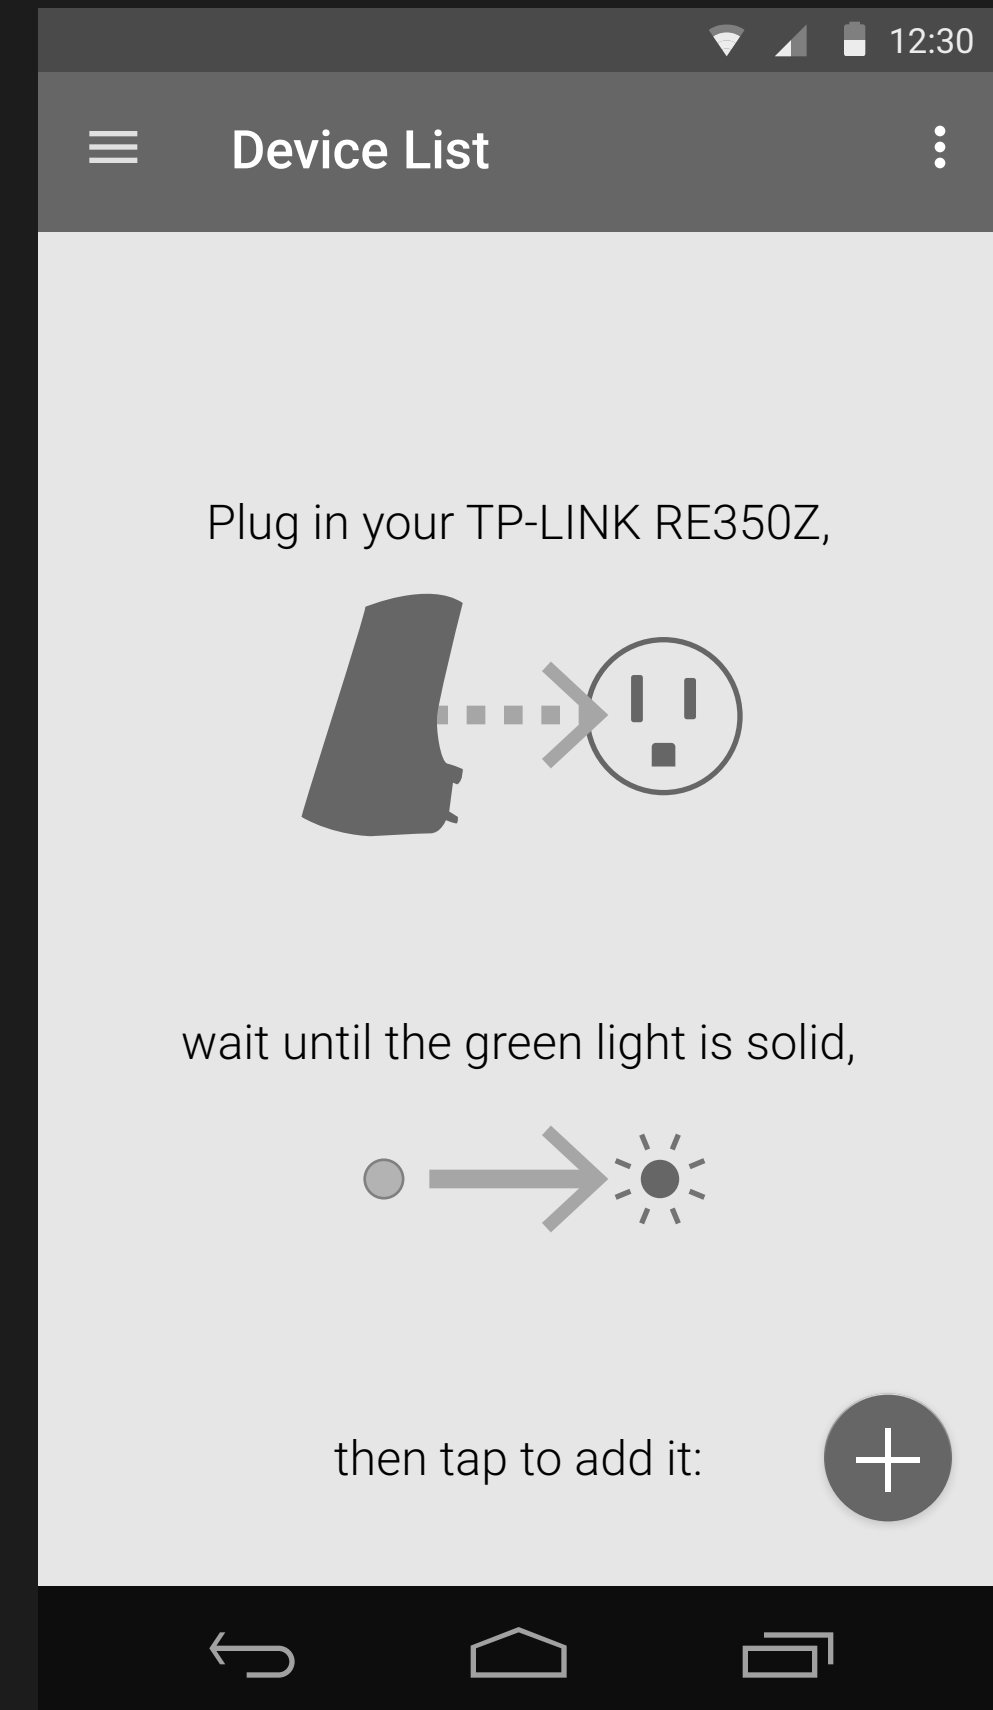 12:30
Device List
Plug in your TP-LINK RE350Z,
wait until the green light is solid,
then tap to add it: